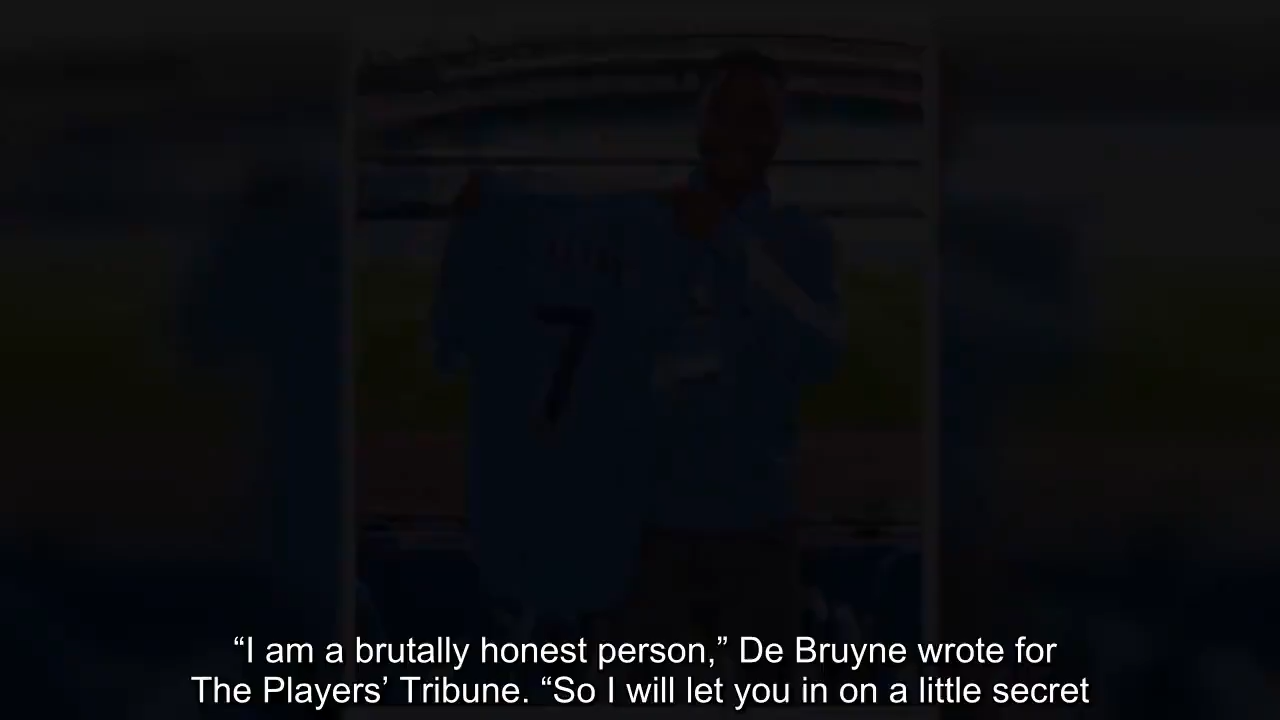 7
“I am a brutally honest person,” De Bruyne wrote for
The Players’ Tribune. “So I will let you in on a little secret